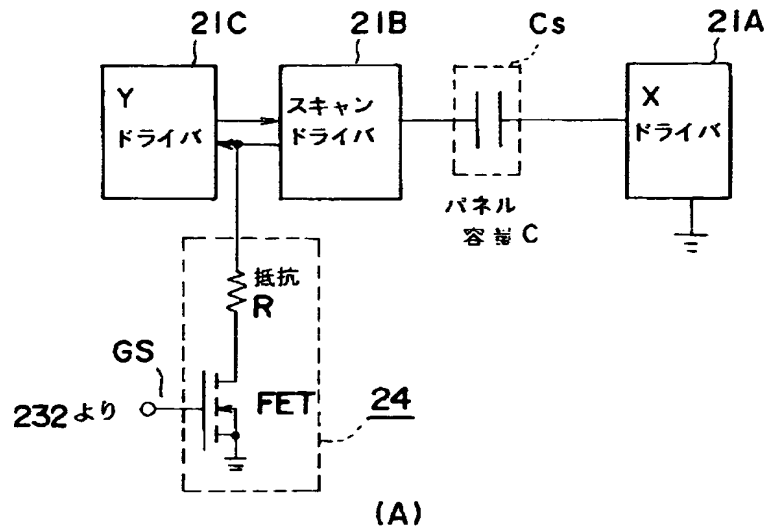 21C
21B
Cs
21A
Y
ドライバ
スキャン
ドライバ
X
ドライバ
パネル
容量 C
抵抗
R
GS
FET
24
232より
(A)